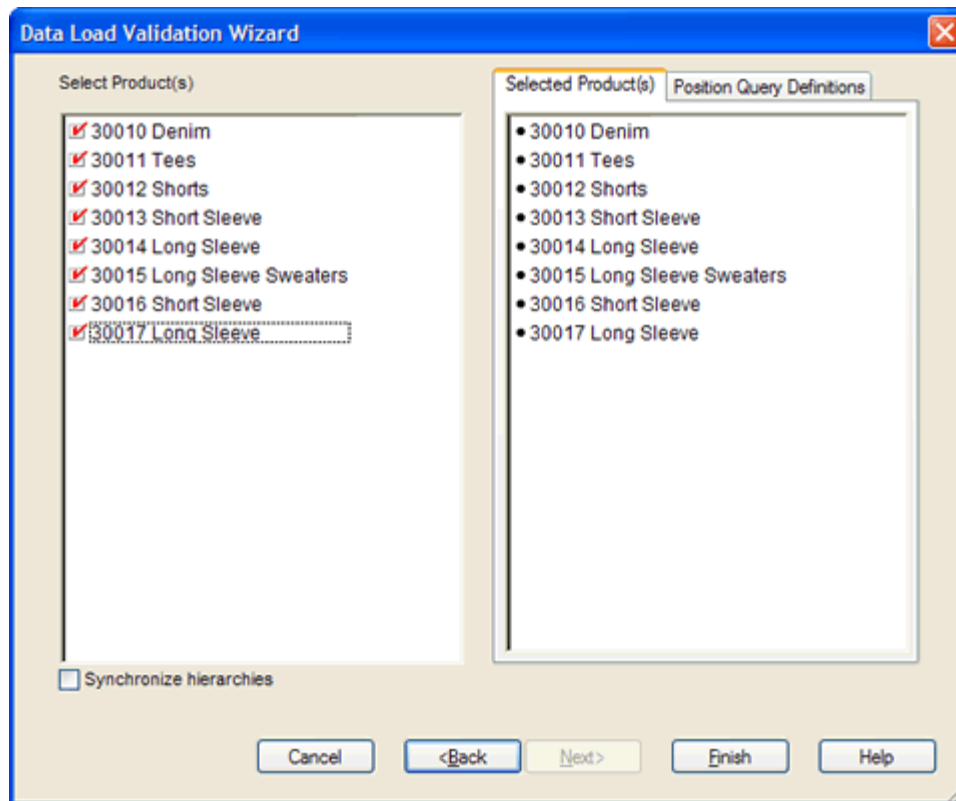 Data Load Validation Wizard
Select Product(s)
30010 Denim
30011 Tees
30012 Shorts
30013 Short Sleeve
30014 Long Sleeve
30015 Long Sleeve Sweaters
30016 Short Sleeve
30017 Long Sleeve
Synchronize hierarchies
Selected Product(s) Position Query Definitions
30010 Denim
30011 Tees
30012 Shorts
30013 Short Sleeve
30014 Long Sleeve
30015 Long Sleeve Sweaters
30016 Short Sleeve
30017 Long Sleeve
Cancel <Back Next> Finish Help